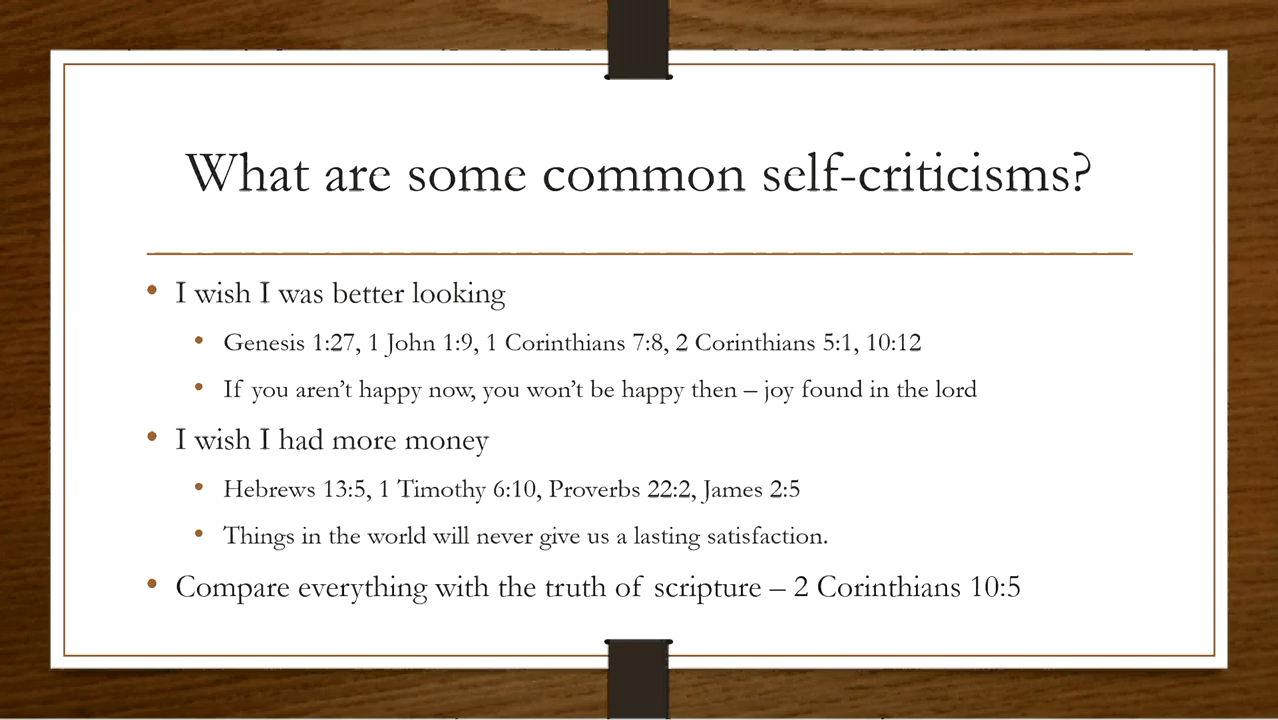 What are some common self-criticisms?
• I wish I was better looking
• Genesis 1:27, 1 John 1:9, 1 Corinthians 7:8, 2 Corinthians 5:1, 10:12
• If you aren’t happy now, you won’t be happy then – joy found in the lord
• I wish I had more money
• Hebrews 13:5, 1 Timothy 6:10, Proverbs 22:2, James 2:5
• Things in the world will never give us a lasting satisfaction.
• Compare everything with the truth of scripture – 2 Corinthians 10:5